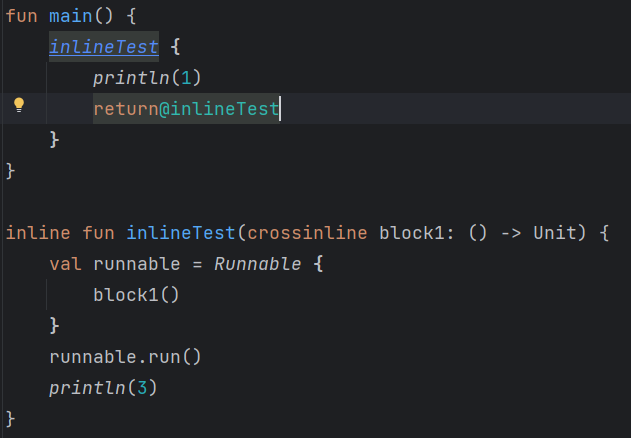 fun main() {
    inlineTest {
        println(1)
        return@inlineTest
    }
}
inline fun inlineTest(crossinline block1: () -> Unit) {
    val runnable = Runnable {
        block1()
    }
    runnable.run()
    println(3)
}